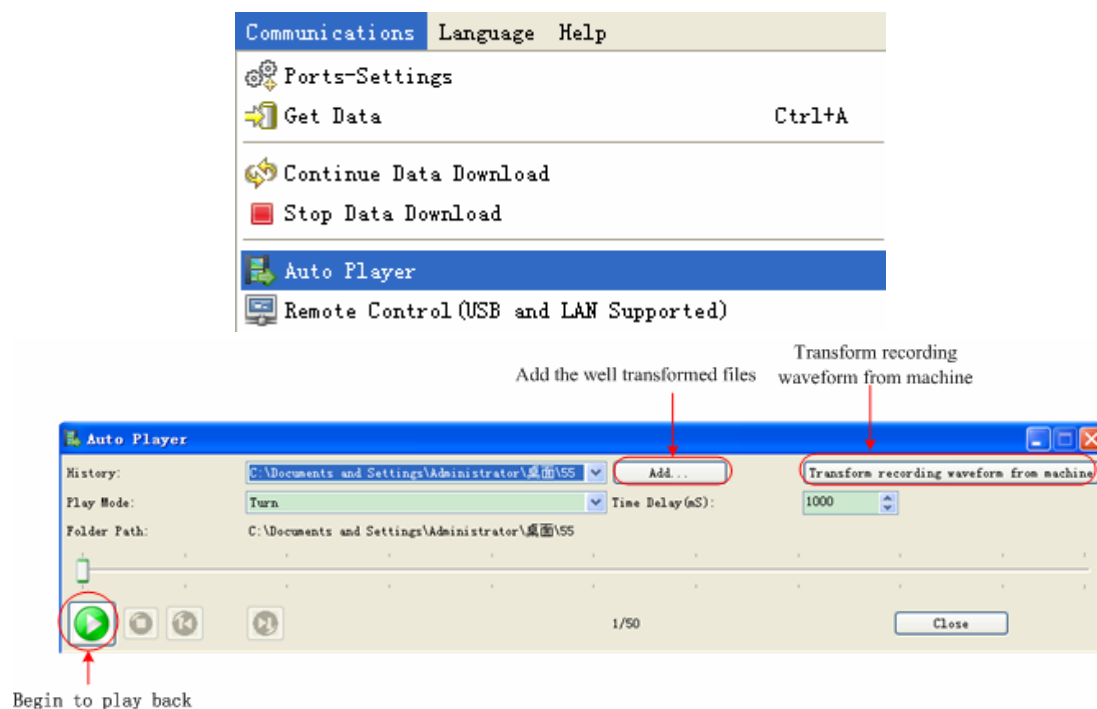 Communications Language Help
Ports-Settings
Get Data Ctrl+A
Continue Data Download
Stop Data Download
Auto Player
Remote Control(USB and LAN Supported)
Transform recording
waveform from machine
Add the well transformed files
Auto Player
History: C:\Documents and Settings\Administrator\桌面\55 Add... Transform recording waveform from machine
Play Mode: Turn Time Delay(mS): 1000
Folder Path: C:\Documents and Settings\Administrator\桌面\55
1/50 Close
Begin to play back